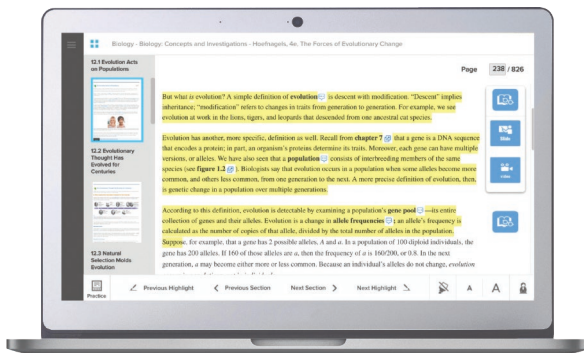 Biology - Biology: Concepts and Investigations - Hoefnagels, 4e, The Forces of Evolutionary Change
12.1 Evolution Acts
on Populations
12.2 Evolutionary
Thought Has
Evolved for
Centuries
12.3 Natural
Selection Molds
Evolution
Page 238 / 826
But what is evolution? A simple definition of evolution is descent with modification. "Descent" implies
inheritance; "modification" refers to changes in traits from generation to generation. For example, we see
evolution at work in the lions, tigers, and leopards that descended from one ancestral cat species.
Evolution has another, more specific, definition as well. Recall from chapter 7 that a gene is a DNA sequence
that encodes a protein; in part, an organism's proteins determine its traits. Moreover, each gene can have multiple
versions, or alleles. We have also seen that a population consists of interbreeding members of the same
species (see figure 1.2). Biologists say that evolution occurs in a population when some alleles become more
common, and others less common, from one generation to the next. A more precise definition of evolution, then,
is genetic change in a population over multiple generations.
According to this definition, evolution is detectable by examining a population's gene pool—its entire
collection of genes and their alleles. Evolution is a change in allele frequencies; an allele's frequency is
calculated as the number of copies of that allele, divided by the total number of alleles in the population.
Suppose, for example, that a gene has 2 possible alleles, A and a. In a population of 100 diploid individuals, the
gene has 200 alleles. If 160 of those alleles are a, then the frequency of a is 160/200, or 0.8. In the next
generation, a may become either more or less common. Because an individual's alleles do not change, evolution
Practice
Previous Highlight
Previous Section
Next Section
Next Highlight
A
A